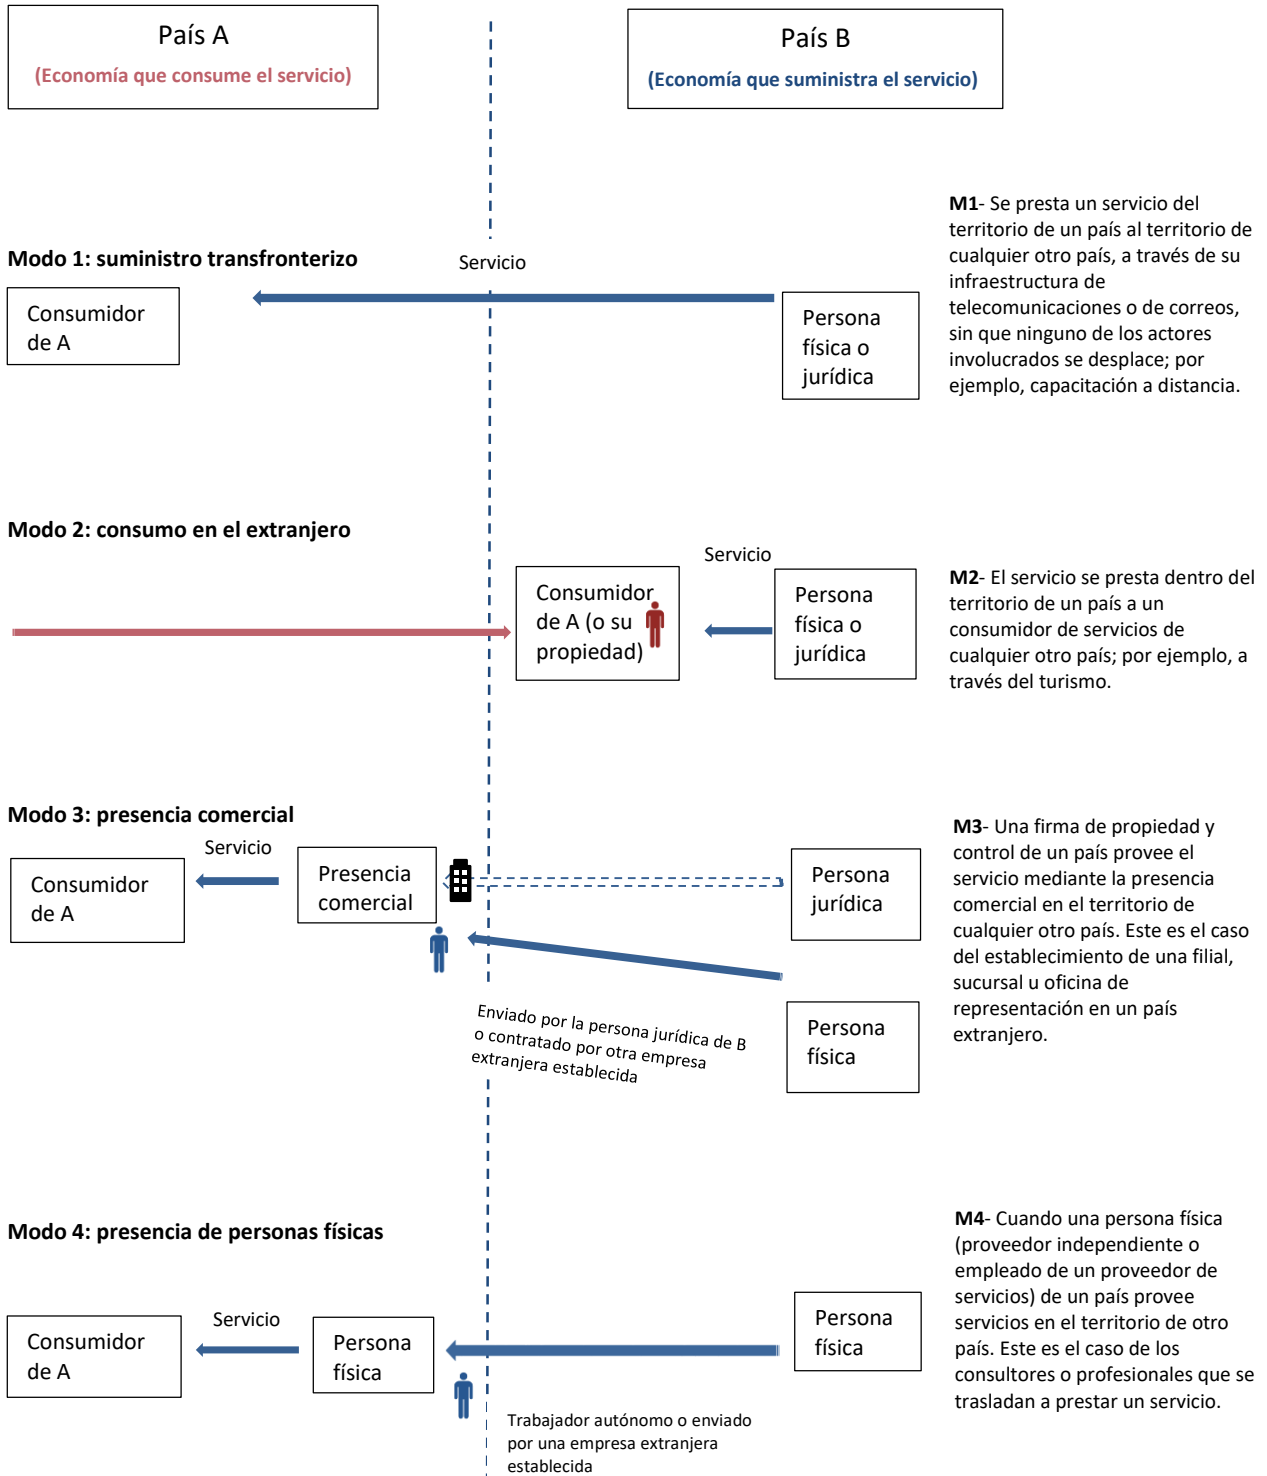 País A
(Economía que consume el servicio)
País B
(Economía que suministra el servicio)
Modo 1: suministro transfronterizo
Servicio
Consumidor
de A
Persona
física o
jurídica
M1- Se presta un servicio del
territorio de un país al territorio de
cualquier otro país, a través de su
infraestructura de
telecomunicaciones o de correos,
sin que ninguno de los actores
involucrados se desplace; por
ejemplo, capacitación a distancia.
Modo 2: consumo en el extranjero
Consumidor
de A (o su
propiedad)
Servicio
Persona
física o
jurídica
M2- El servicio se presta dentro del
territorio de un país a un
consumidor de servicios de
cualquier otro país; por ejemplo, a
través del turismo.
Modo 3: presencia comercial
Consumidor
de A
Servicio
Presencia
comercial
Persona
jurídica
Enviado por la persona jurídica de B
o contratado por otra empresa
extranjera establecida
Persona
física
M3- Una firma de propiedad y
control de un país provee el
servicio mediante la presencia
comercial en el territorio de
cualquier otro país. Este es el caso
del establecimiento de una filial,
sucursal u oficina de
representación en un país
extranjero.
Modo 4: presencia de personas físicas
Consumidor
de A
Servicio
Persona
física
Persona
física
Trabajador autónomo o enviado
por una empresa extranjera
establecida
M4- Cuando una persona física
(proveedor independiente o
empleado de un proveedor de
servicios) de un país provee
servicios en el territorio de otro
país. Este es el caso de los
consultores o profesionales que se
trasladan a prestar un servicio.